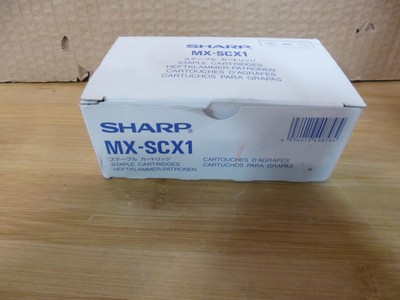 SHARP
MX-SCX1
ステープル カートリッジ
STAPLE CARTRIDGES
HEFTKLAMMER-PATRONEN
CARTOUCHES D'AGRAFES
CARTUCHOS PARA GRAPAS
SHARP
MX-SCX1
ステープル カートリッジ
STAPLE CARTRIDGES
HEFTKLAMMER-PATRONEN
CARTOUCHES D'AGRAFES
CARTUCHOS PARA GRAPAS